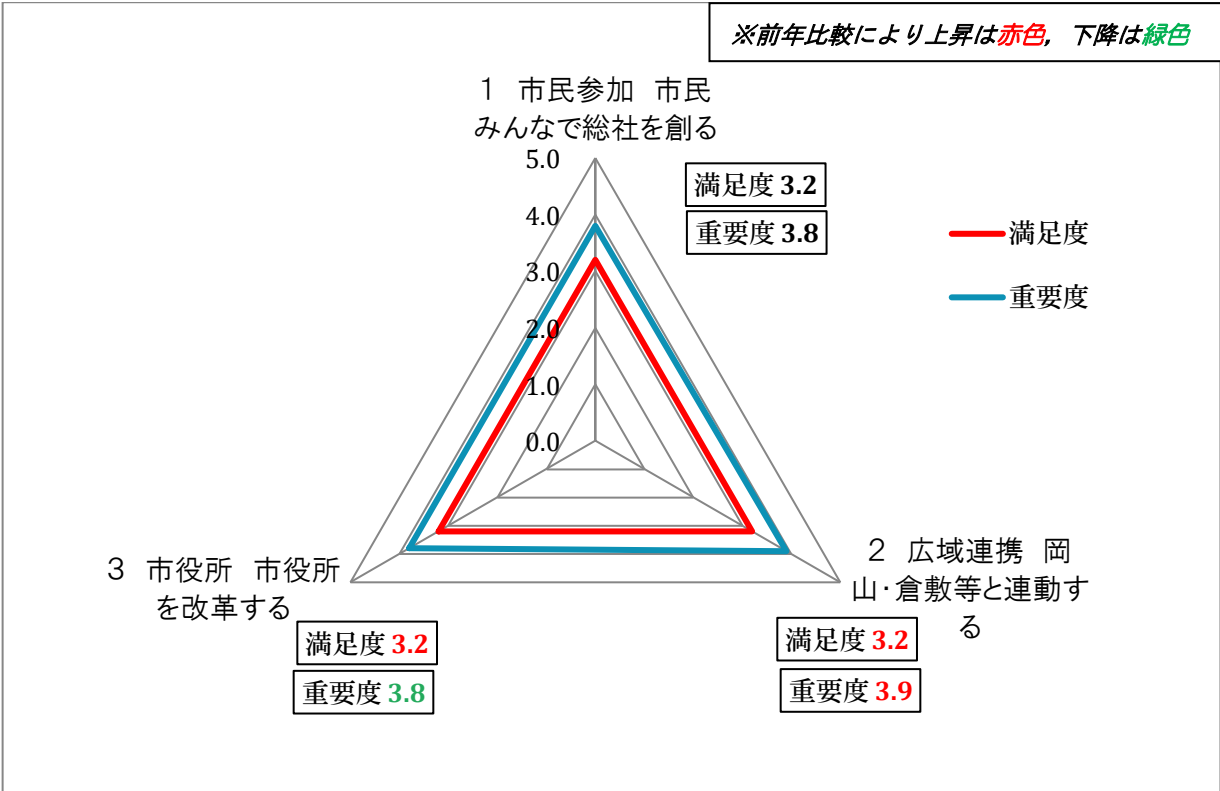 ※前年比較により上昇は赤色，下降は緑色
1　市民参加　市民
みんなで総社を創る
5.0
4.0
3.0
2.0
1.0
0.0
満足度 3.2
重要度 3.8
満足度
重要度
2　広域連携　岡
山・倉敷等と連動す
る
満足度 3.2
重要度 3.9
3　市役所　市役所
を改革する
満足度 3.2
重要度 3.8